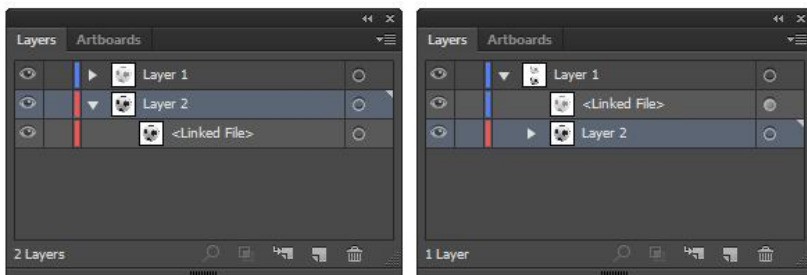 Layers Artboards
Layer 1
Layer 2
<Linked File>
2 Layers
Layers Artboards
Layer 1
<Linked File>
Layer 2
1 Layer